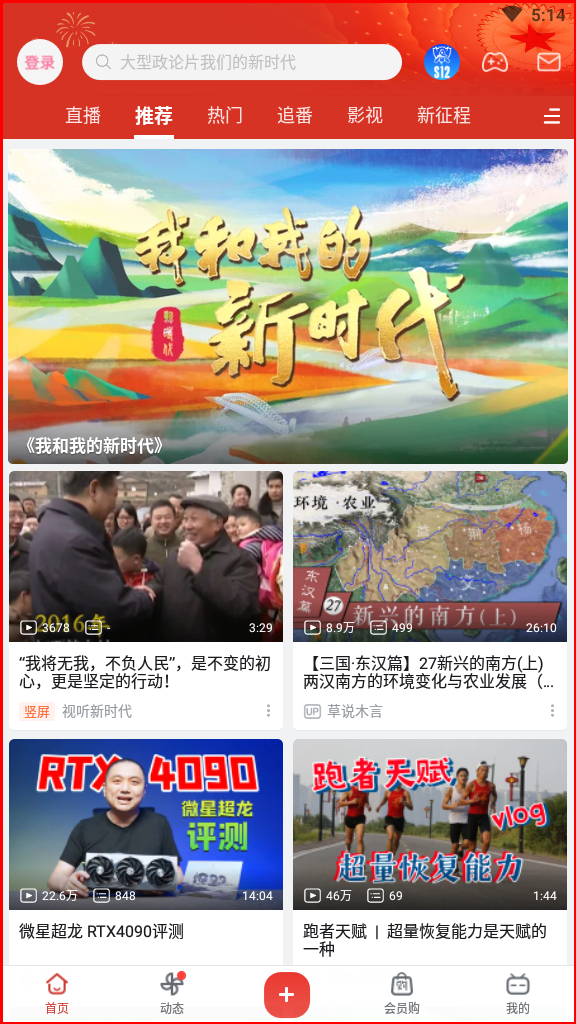 5:14
登录
大型政论片我们的新时代
S12
直播
推荐
热门
追番
影视
新征程
我和我的
新时代
《我和我的新时代》
2016年
3678
-
3:29
环境·农业
益
荆
扬
东汉篇
27
新兴的南方(上)
8.9万
499
26:10
“我将无我，不负人民”，是不变的初
心，更是坚定的行动！
竖屏
视听新时代
【三国·东汉篇】27新兴的南方(上)
两汉南方的环境变化与农业发展（...
UP
草说木言
RTX 4090
微星超龙
评测
22.6万
848
14:04
跑者天赋
vlog
超量恢复能力
46万
69
1:44
微星超龙 RTX4090评测
跑者天赋 | 超量恢复能力是天赋的
一种
首页
动态
会员购
我的